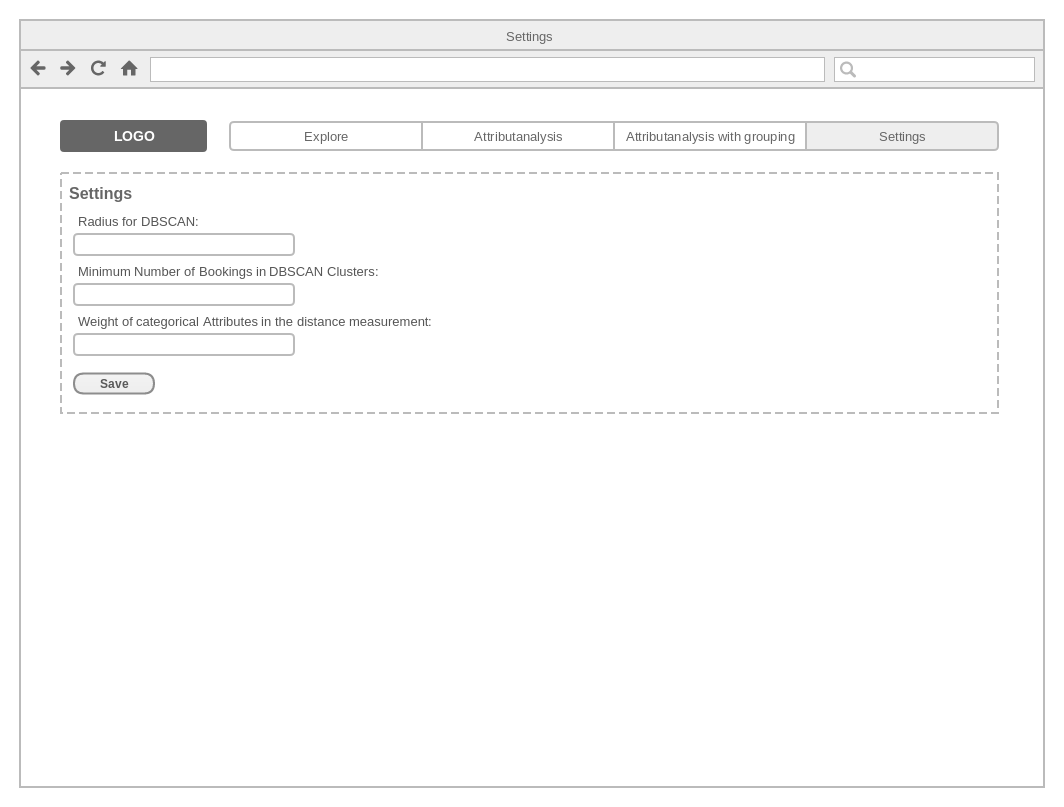 Settings
LOGO
Explore
Attributanalysis
Attributanalysis with grouping
Settings
Settings
Radius for DBSCAN:
Minimum Number of Bookings in DBSCAN Clusters:
Weight of categorical Attributes in the distance measurement:
Save